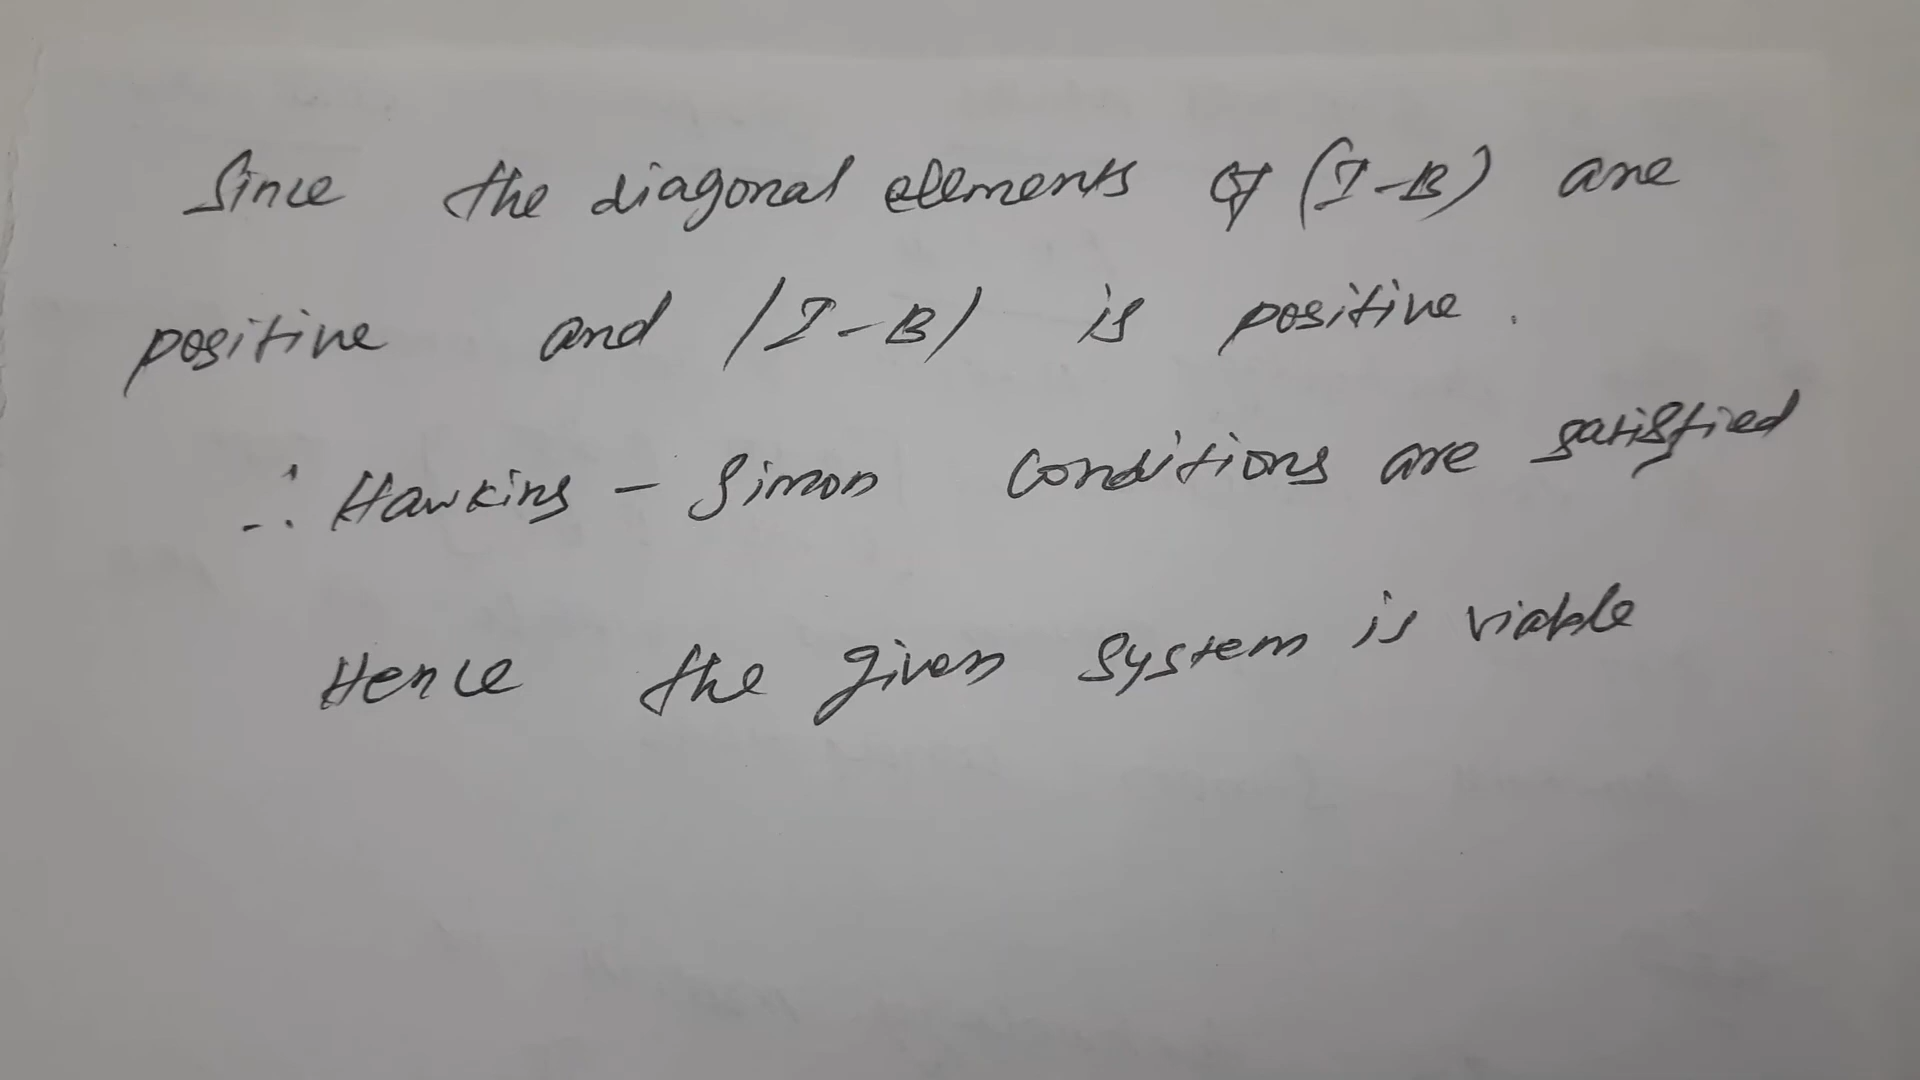 Since the diagonal elements of (I-B) are
positive and |I-B| is positive.
∴ Hawkins - Simon Conditions are satisfied
Hence the given System is viable